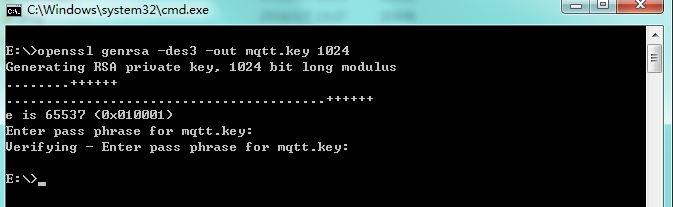 C:\Windows\system32\cmd.exe
E:\>openssl genrsa -des3 -out mqtt.key 1024
Generating RSA private key, 1024 bit long modulus
........++++++
........................................++++++
e is 65537 (0x010001)
Enter pass phrase for mqtt.key:
Verifying - Enter pass phrase for mqtt.key:
E:\>_